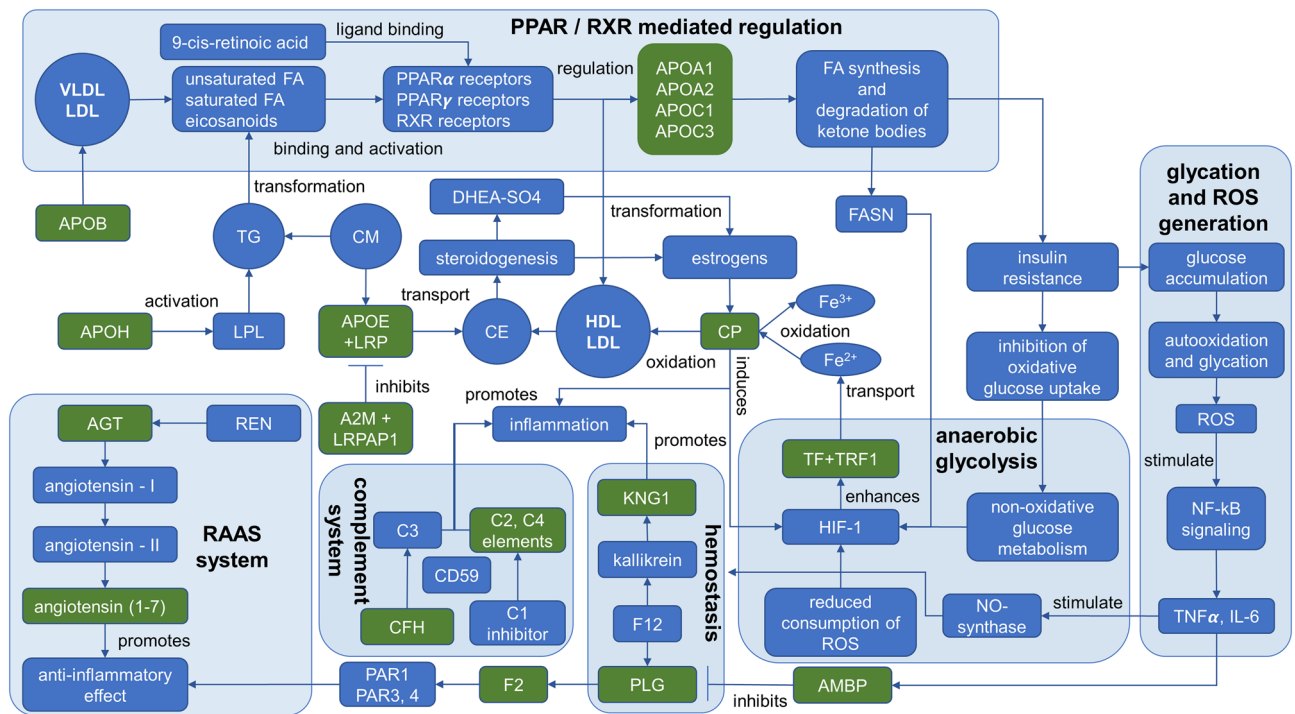 PPAR / RXR mediated regulation
9-cis-retinoic acid
ligand binding
VLDL
LDL
unsaturated FA
saturated FA
eicosanoids
PPARα receptors
PPARγ receptors
RXR receptors
regulation
APOA1
APOA2
APOC1
APOC3
FA synthesis
and
degradation of
ketone bodies
binding and activation
transformation
APOB
TG
CM
DHEA-SO4
transformation
FASN
steroidogenesis
estrogens
insulin
resistance
glycation
and ROS
generation
glucose
accumulation
activation
APOH
LPL
APOE
+LRP
transport
CE
HDL
LDL
CP
oxidation
Fe3+
oxidation
Fe2+
inhibition of
oxidative
glucose uptake
autooxidation
and glycation
inhibits
A2M +
LRPAP1
promotes
inflammation
induces
transport
ROS
stimulate
AGT
REN
angiotensin - I
angiotensin - II
RAAS
system
angiotensin (1-7)
promotes
anti-inflammatory
effect
complement
system
C3
C2, C4
elements
CD59
CFH
C1
inhibitor
promotes
KNG1
kallikrein
F12
PLG
hemostasis
anaerobic
glycolysis
TF+TRF1
enhances
HIF-1
non-oxidative
glucose
metabolism
reduced
consumption of
ROS
NO-
synthase
stimulate
NF-kB
signaling
TNFα, IL-6
PAR1
PAR3, 4
F2
inhibits
AMBP